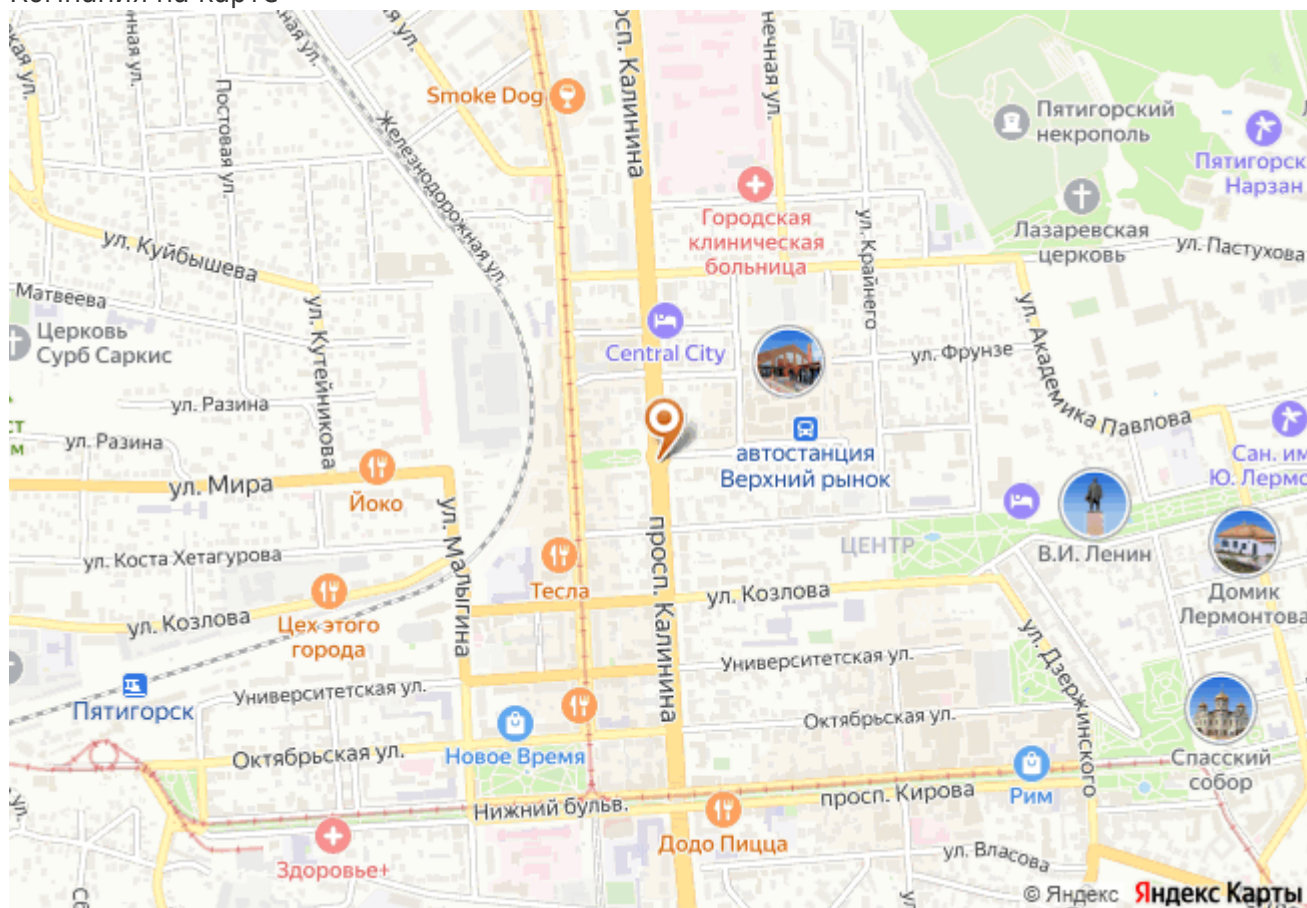 Компания на карте
просп. Калинина
Smoke Dog
Постовая ул.
Железнодорожная ул.
Пятигорский
некрополь
Пятигорск
Нарзан
Городская
клиническая
больница
ул. Крайнего
Лазаревская
церковь
ул. Пастухова
ул. Куйбышева
Матвеева
Церковь
Сурб Саркис
ул. Кутейникова
Central City
ул. Фрунзе
ул. Академика Павлова
ул. Разина
ул. Разина
автостанция
Верхний рынок
Сан. им
Ю. Лермо
ул. Мира
Йоко
ул. Малыгина
ул. Коста Хетагурова
Тесла
просп. Калинина
ЦЕНТР
В.И. Ленин
Домик
Лермонтова
ул. Козлова
ул. Козлова
Цех этого
города
ул. Дзержинского
Университетская ул.
Университетская ул.
Пятигорск
Октябрьская ул.
Октябрьская ул.
Новое Время
Спасский
собор
Нижний бульв.
просп. Кирова
Рим
Додо Пицца
Здоровье+
ул. Власова
© Яндекс Яндекс Карты